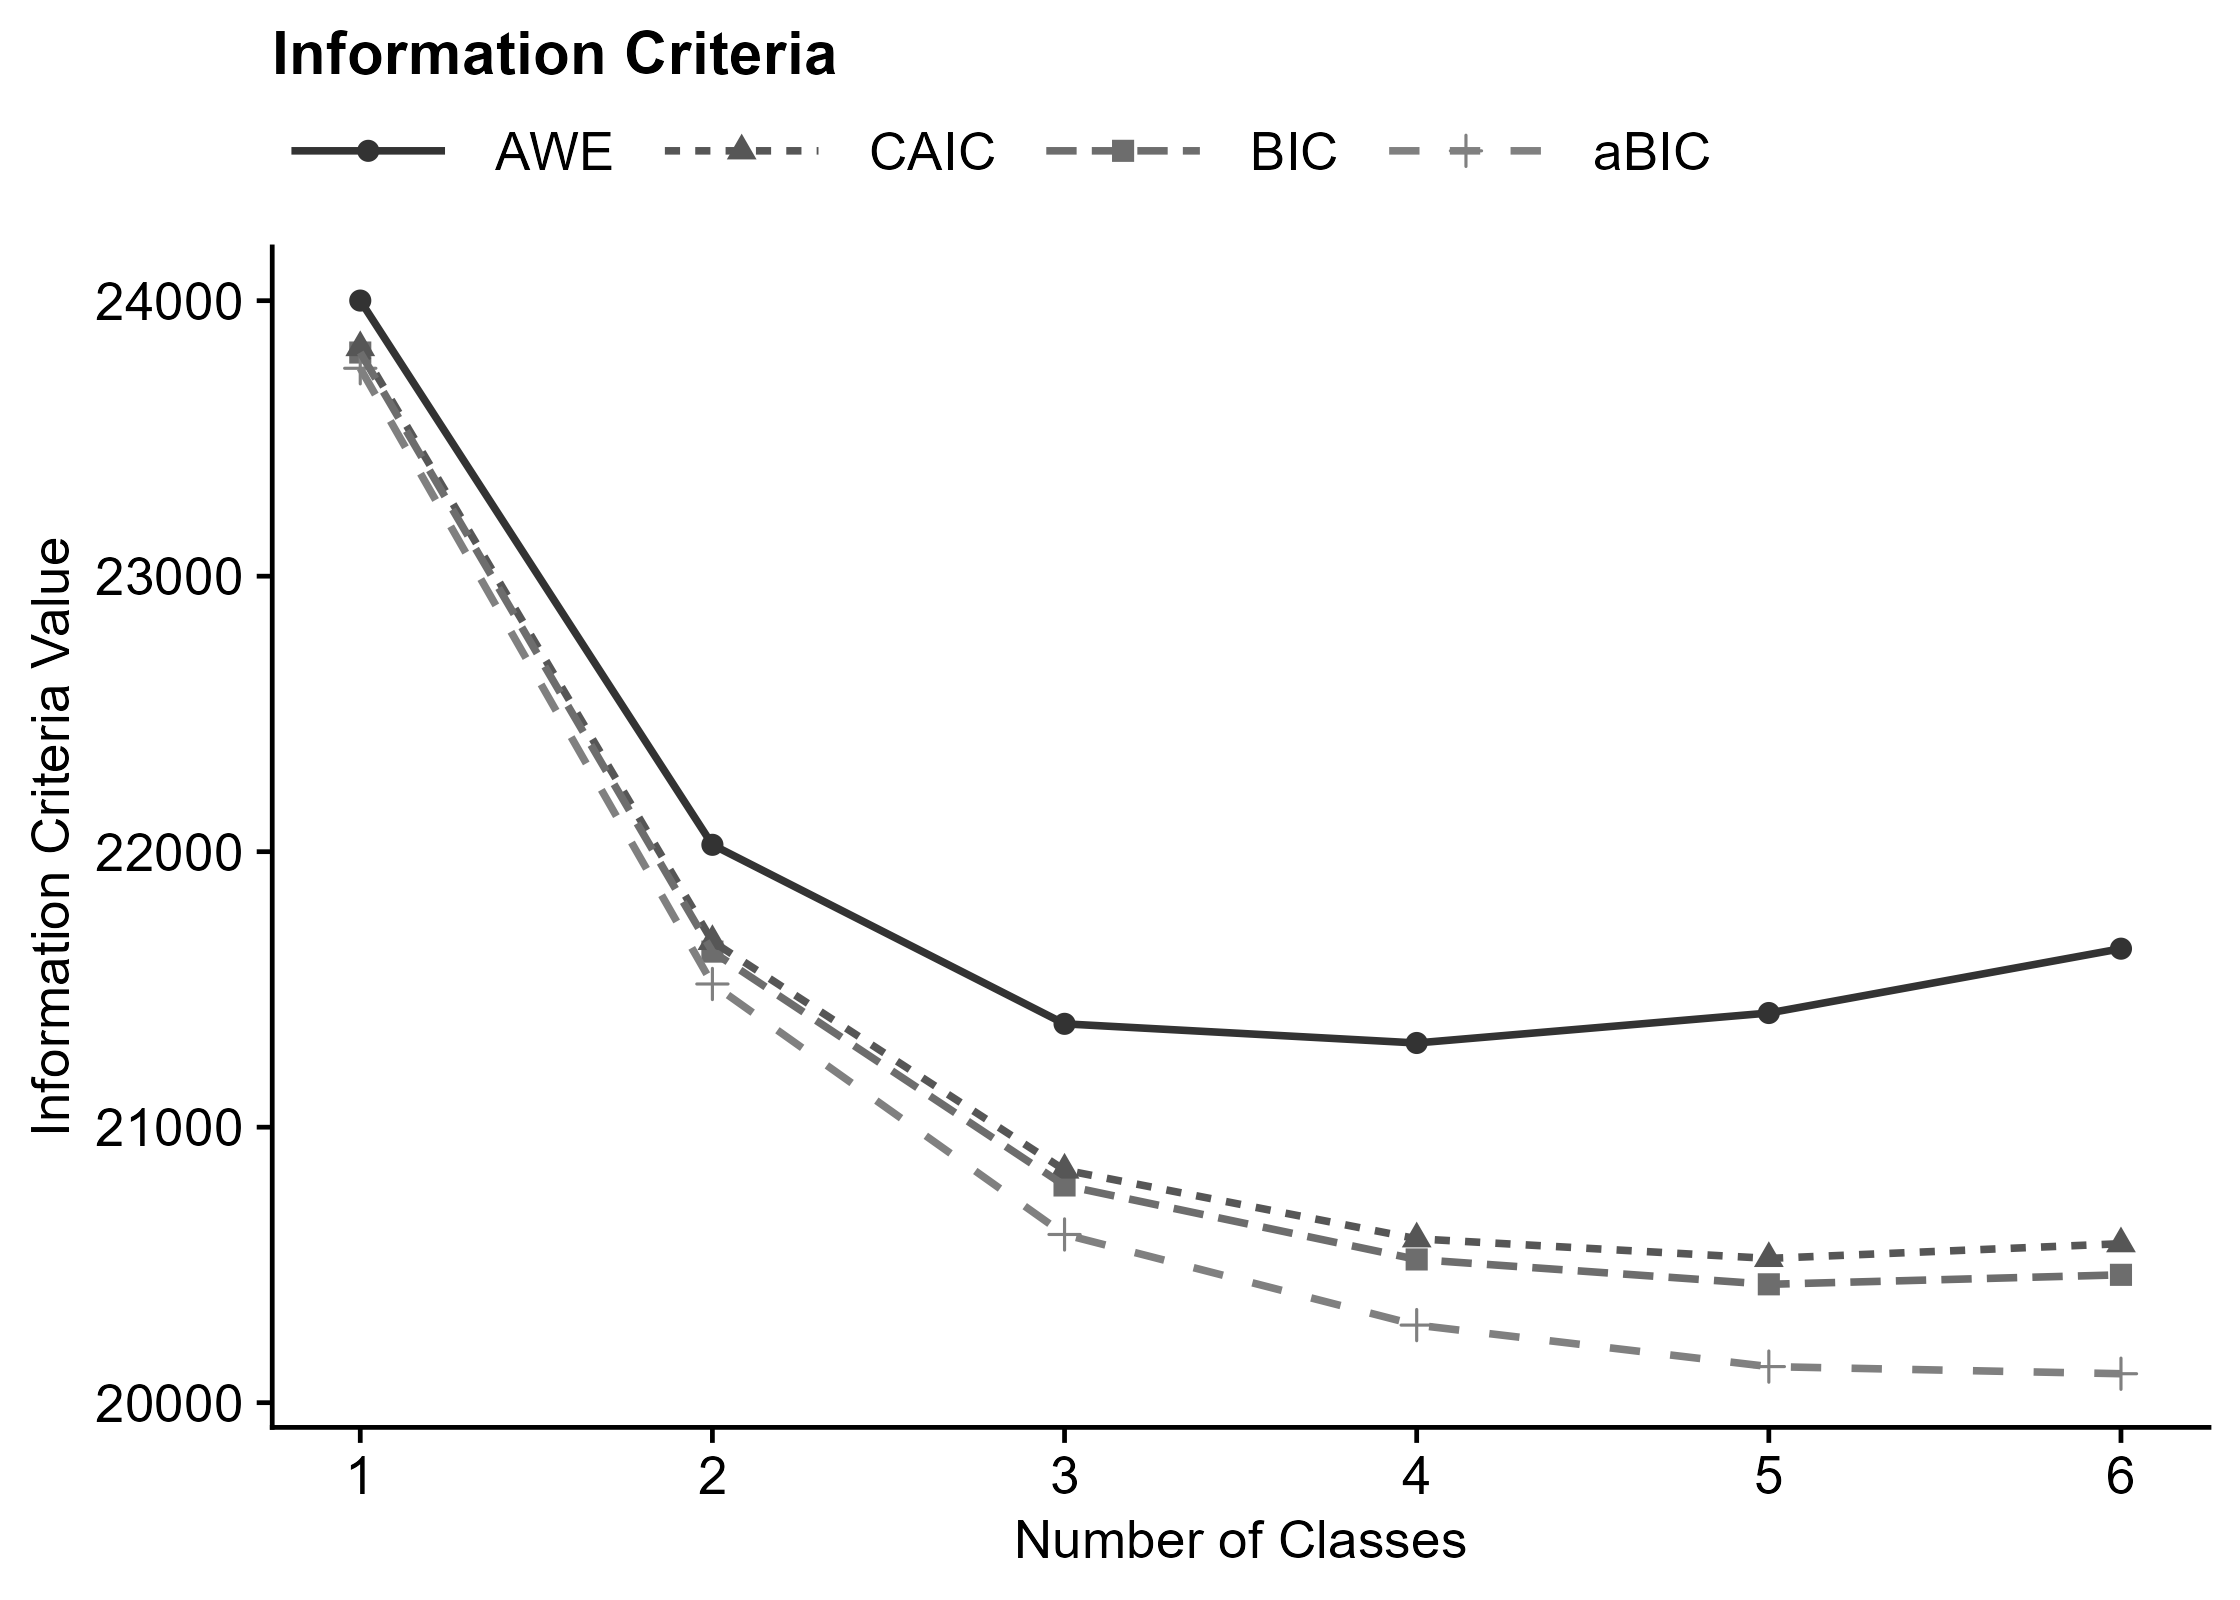 Information Criteria
AWE CAIC BIC aBIC
24000
23000
22000
21000
20000
Information Criteria Value
1 2 3 4 5 6
Number of Classes